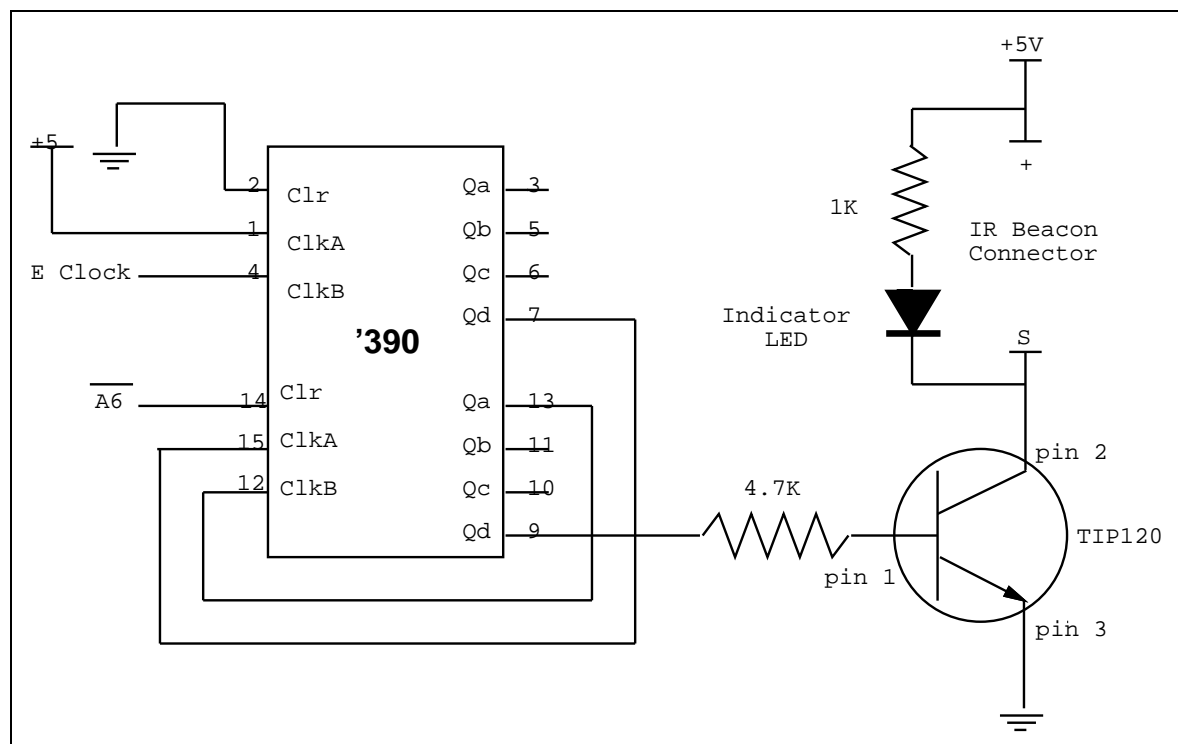 +5V
+5
+
2
Clr
Qa
3
1K
1
ClkA
Qb
5
IR Beacon
Connector
E Clock
4
ClkB
Qc
6
Qd
7
Indicator
LED
S
'390
A6
14
Clr
Qa
13
15
ClkA
Qb
11
pin 2
12
ClkB
Qc
10
4.7K
Qd
9
TIP120
pin 1
pin 3